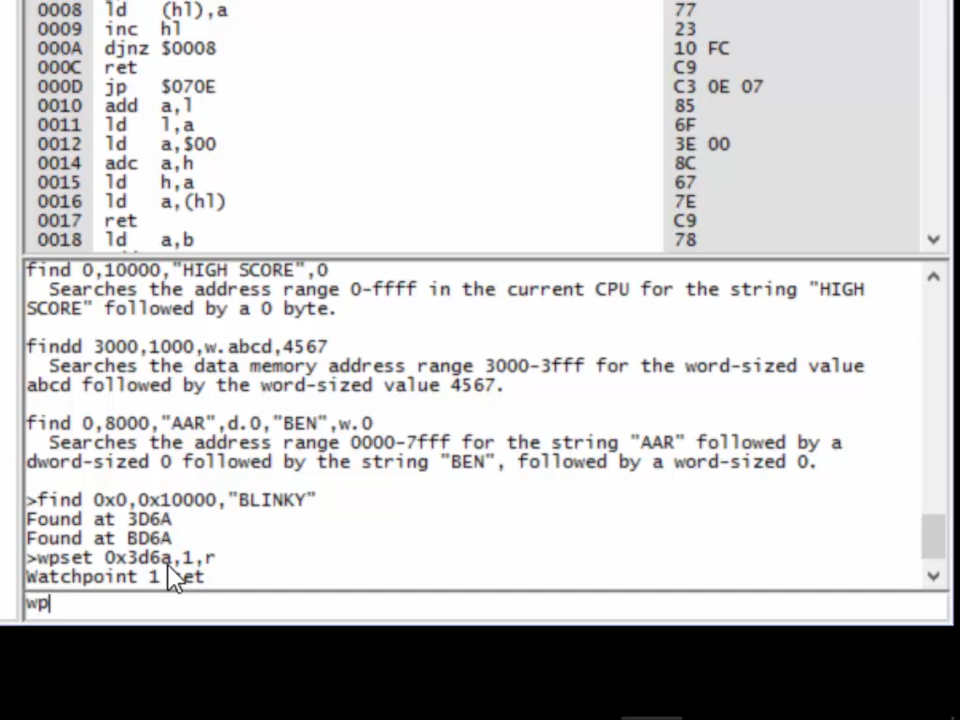 0008 ld (hl),a 77
0009 inc hl 23
000A djnz $0008 10 FC
000C ret C9
000D jp $070E C3 0E 07
0010 add a,l 85
0011 ld l,a 6F
0012 ld a,$00 3E 00
0014 adc a,h 8C
0015 ld h,a 67
0016 ld a,(hl) 7E
0017 ret C9
0018 ld a,b 78
find 0,10000,"HIGH SCORE",0
Searches the address range 0-ffff in the current CPU for the string "HIGH
SCORE" followed by a 0 byte.
findd 3000,1000,w.abcd,4567
Searches the data memory address range 3000-3fff for the word-sized value
abcd followed by the word-sized value 4567.
find 0,8000,"AAR",d.0,"BEN",w.0
Searches the address range 0000-7fff for the string "AAR" followed by a
dword-sized 0 followed by the string "BEN", followed by a word-sized 0.
>find 0x0,0x10000,"BLINKY"
Found at 3D6A
Found at BD6A
>wpset 0x3d6a,1,r
Watchpoint 1 set
wp